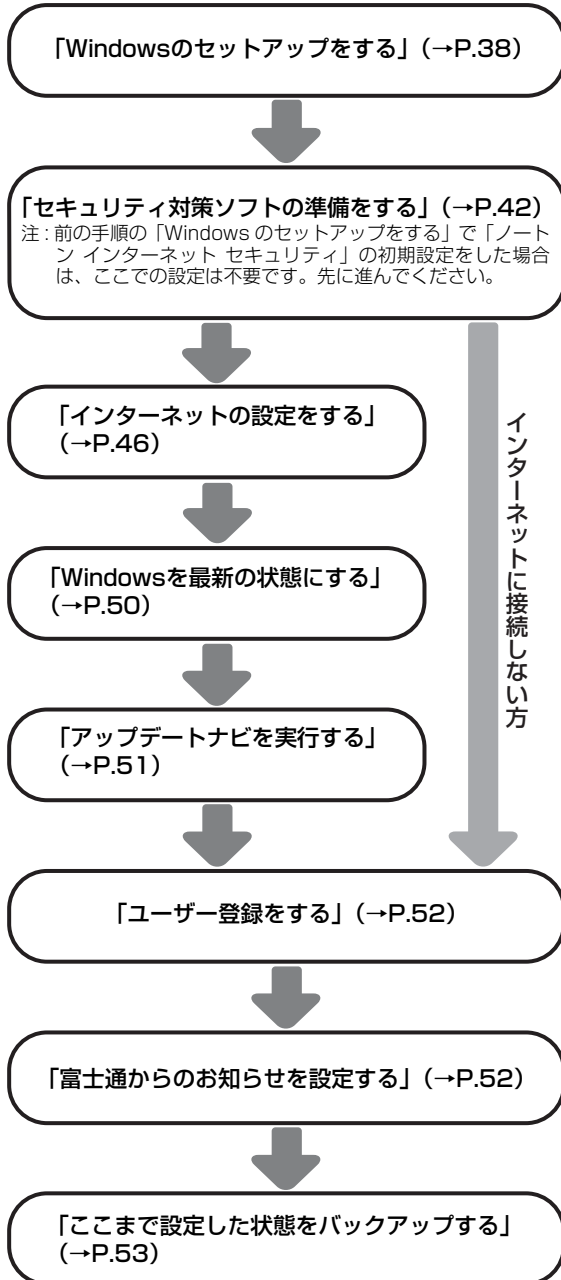 「Windowsのセットアップをする」（→P.38）
「セキュリティ対策ソフトの準備をする」（→P.42）
注：前の手順の「Windows のセットアップをする」で「ノート
ン インターネット セキュリティ」の初期設定をした場合
は、ここでの設定は不要です。先に進んでください。
「インターネットの設定をする」
（→P.46）
「Windowsを最新の状態にする」
（→P.50）
「アップデートナビを実行する」
（→P.51）
インターネットに接続しない方
「ユーザー登録をする」（→P.52）
「富士通からのお知らせを設定する」（→P.52）
「ここまで設定した状態をバックアップする」
（→P.53）